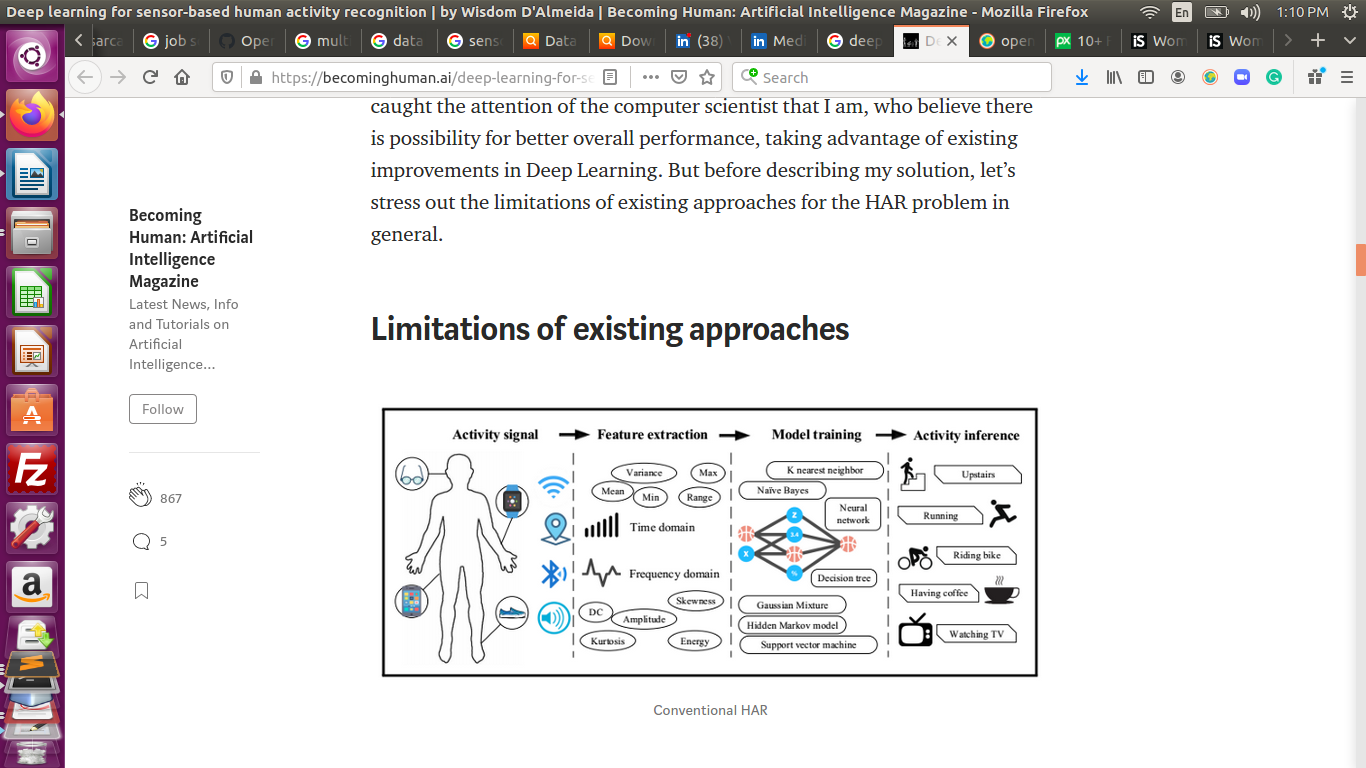 Deep learning for sensor-based human activity recognition | by Wisdom D'Almeida | Becoming Human: Artificial Intelligence Magazine - Mozilla Firefox
En
1:10 PM
sarca
job s
Oper
mult
data
sens
Data
Dow
(38)
Med
deep
De
open
10+ F
Wom
Wom
https://becominghuman.ai/deep-learning-for-se
Search
caught the attention of the computer scientist that I am, who believe there
is possibility for better overall performance, taking advantage of existing
improvements in Deep Learning. But before describing my solution, let's
stress out the limitations of existing approaches for the HAR problem in
general.
Becoming
Human: Artificial
Intelligence
Magazine
Latest News, Info
and Tutorials on
Artificial
Intelligence...
Follow
867
5
Limitations of existing approaches
Activity signal
Feature extraction
Model training
Activity inference
Variance
Max
Mean
Min
Range
Time domain
Frequency domain
Skewness
DC
Amplitude
Kurtosis
Energy
K nearest neighbor
Naïve Bayes
Neural
network
Z
3.4
X
%
Decision tree
Gaussian Mixture
Hidden Markov model
Support vector machine
Upstairs
Running
Riding bike
Having coffee
Watching TV
Conventional HAR